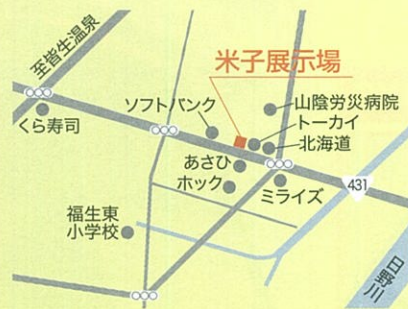 至皆生温泉
米子展示場
山陰労災病院
ソフトバンク
トーカイ
くら寿司
北海道
あさひ
ホック
ミライズ
431
福生東
小学校
日野川